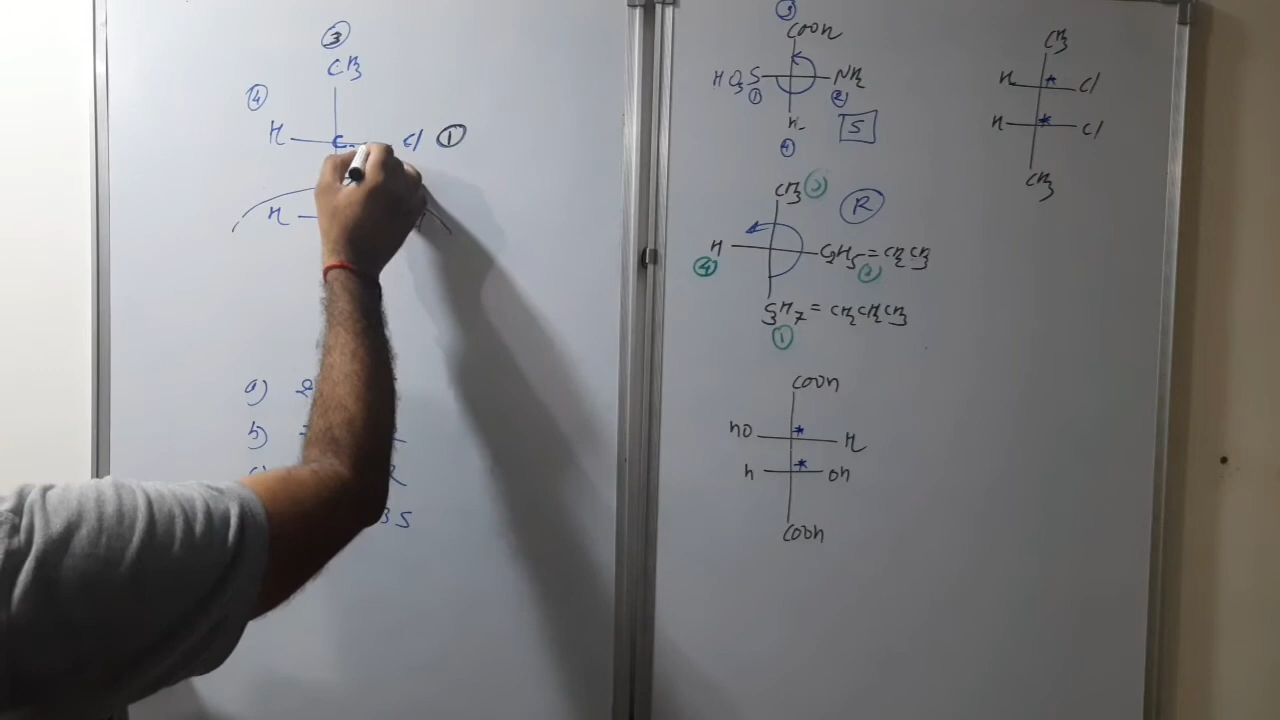 ③
CH3
④
H C Cl ①
H
a) 2
b)
c)
3S
③
COOH
HO3S NH2
① ②
H
④
S
CH3 ③
R
H C2H5 = CH2CH3
④ ②
C3H7 = CH2CH2CH3
①
COOH
HO * H
H * OH
COOH
CH3
H * Cl
H * Cl
CH3